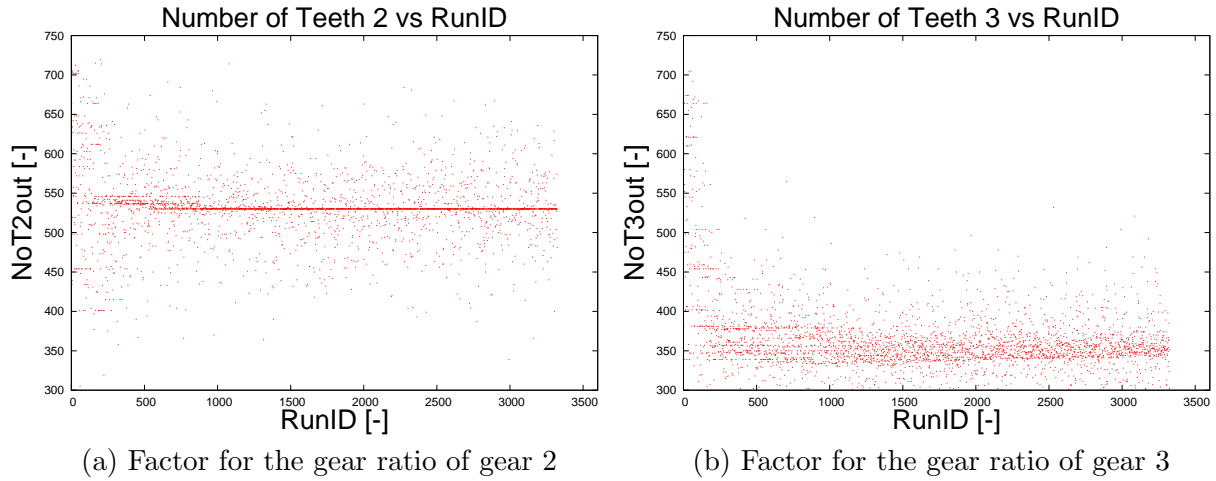 Number of Teeth 2 vs RunID
750
700
650
600
550
500
450
400
350
300
NoT2out [-]
0 500 1000 1500 2000 2500 3000 3500
RunID [-]
(a) Factor for the gear ratio of gear 2
Number of Teeth 3 vs RunID
750
700
650
600
550
500
450
400
350
300
NoT3out [-]
0 500 1000 1500 2000 2500 3000 3500
RunID [-]
(b) Factor for the gear ratio of gear 3